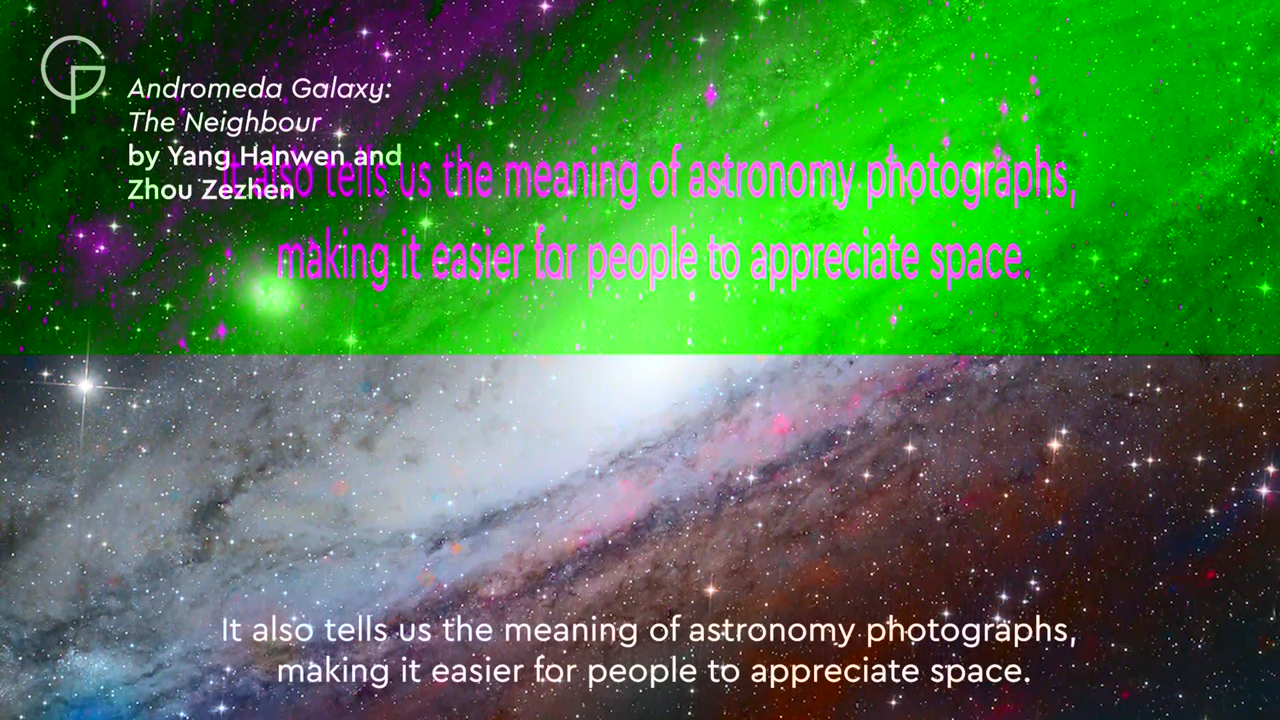 Andromeda Galaxy:
The Neighbour
by Yang Hanwen and
Zhou Zezhen
It also tells us the meaning of astronomy photographs,
making it easier for people to appreciate space.
It also tells us the meaning of astronomy photographs,
making it easier for people to appreciate space.